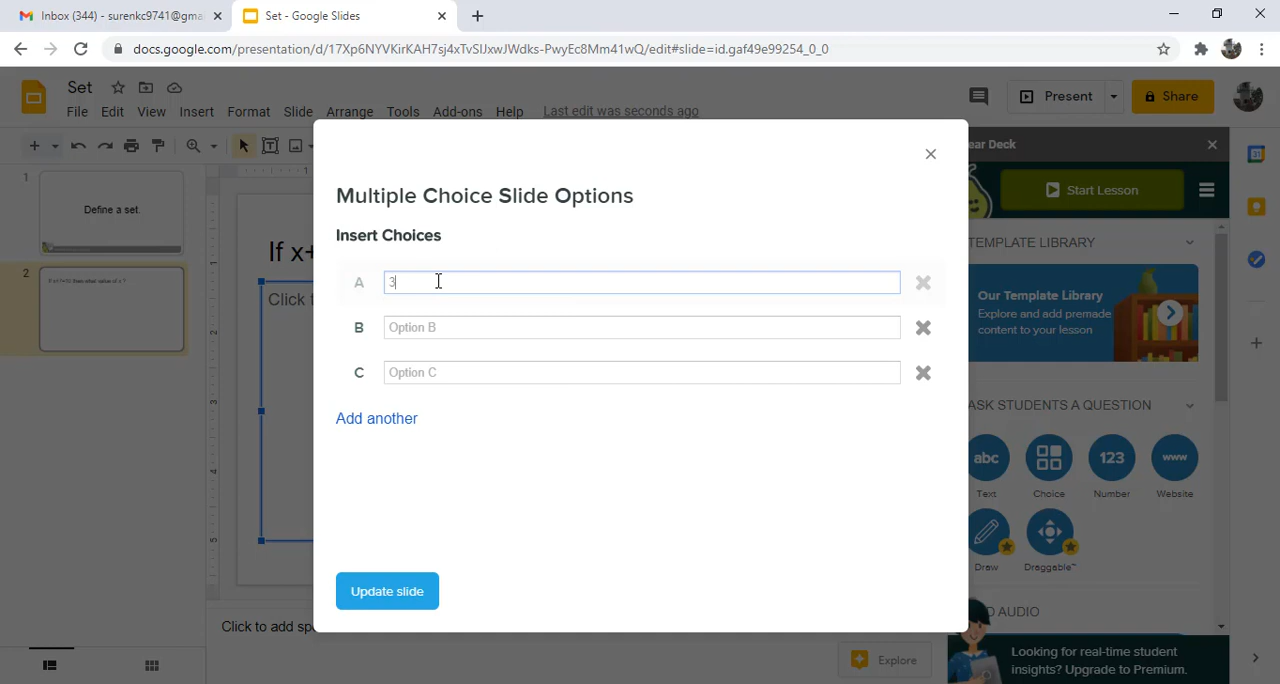 Inbox (344) - surenkc9741@gma
Set - Google Slides
docs.google.com/presentation/d/17Xp6NYVKirKAH7sj4xTvSlJxwJWdks-PwyEc8Mm41wQ/edit#slide=id.gaf49e99254_0_0
Set
File Edit View Insert Format Slide Arrange Tools Add-ons Help Last edit was seconds ago
Present
Share
1
Define a set.
2
If x+
Click t
Click to add spe
Multiple Choice Slide Options
Insert Choices
A 3
B Option B
C Option C
Add another
Update slide
ear Deck
Start Lesson
TEMPLATE LIBRARY
Our Template Library
Explore and add premade
content to your lesson
ASK STUDENTS A QUESTION
abc 123 www
Text Choice Number Website
Draw Draggable™
D AUDIO
Looking for real-time student
insights? Upgrade to Premium.
Explore